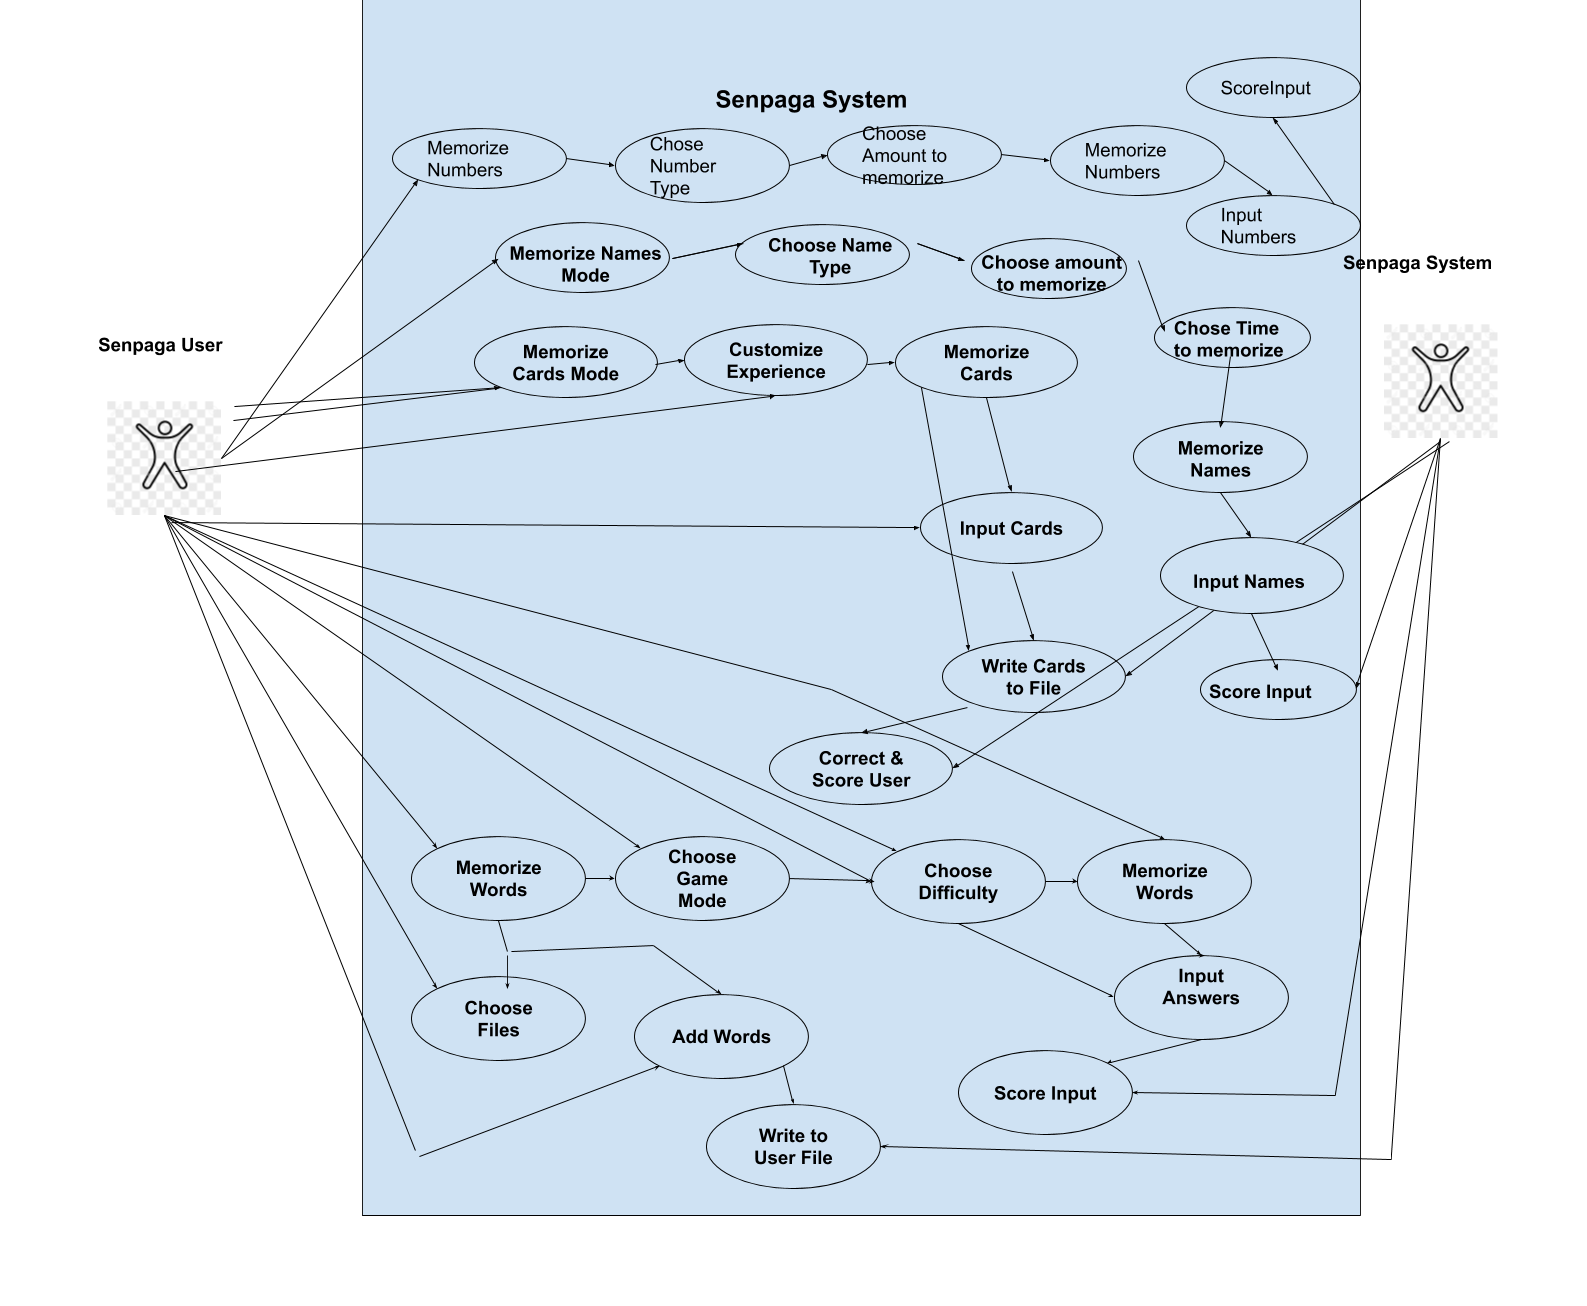 Senpaga System
ScoreInput
Memorize
Numbers
Chose
Number
Type
Choose
Amount to
memorize
Memorize
Numbers
Input
Numbers
Senpaga System
Memorize Names
Mode
Choose Name
Type
Choose amount
to memorize
Chose Time
to memorize
Senpaga User
Memorize
Cards Mode
Customize
Experience
Memorize
Cards
Memorize
Names
Input Cards
Input Names
Write Cards
to File
Score Input
Correct &
Score User
Memorize
Words
Choose
Game
Mode
Choose
Difficulty
Memorize
Words
Choose
Files
Add Words
Input
Answers
Score Input
Write to
User File